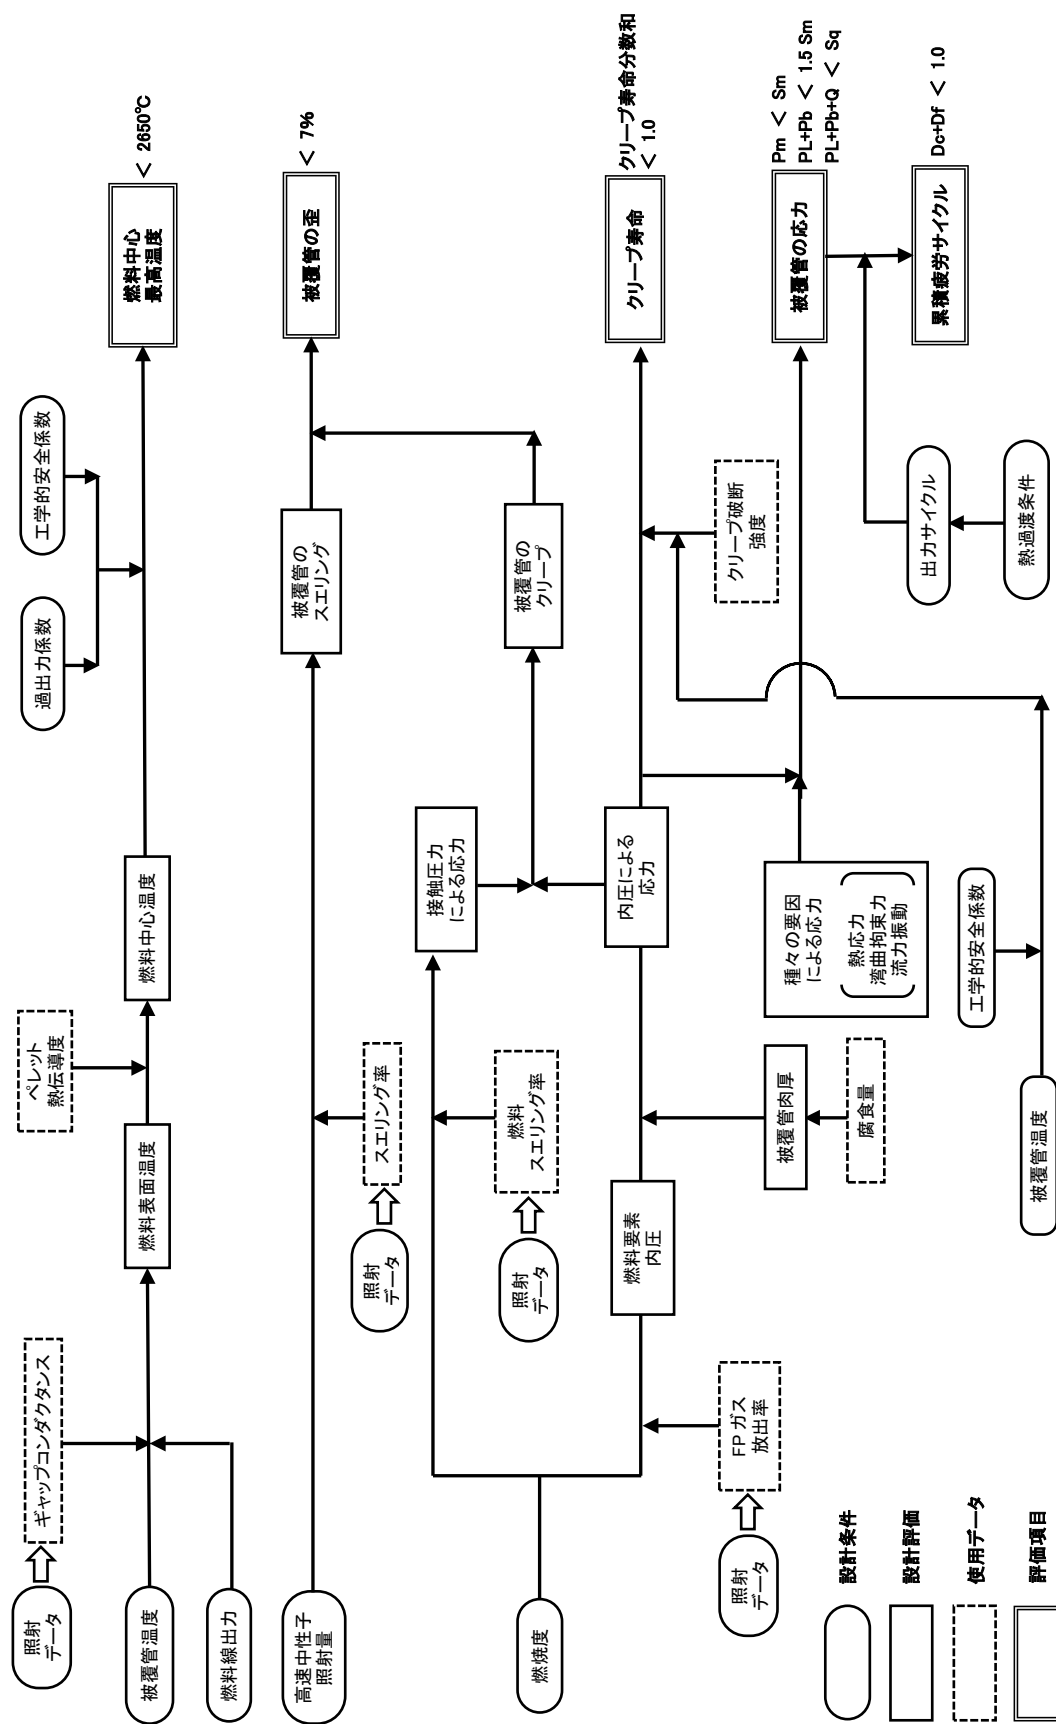 照射
データ
ギャップコンダクタンス
被覆管温度
燃料線出力
燃料表面温度
ペレット
熱伝導度
燃料中心温度
過出力係数
工学的安全係数
燃料中心
最高温度
< 2650℃
高速中性子
照射量
照射
データ
スエリング率
被覆管の
スエリング
被覆管の歪
< 7%
燃焼度
照射
データ
燃料
スエリング率
接触圧力
による応力
被覆管の
クリープ
照射
データ
FPガス
放出率
燃料要素
内圧
被覆管肉厚
腐食量
内圧による
応力
クリープ破断
強度
クリープ寿命
クリープ寿命分数和
< 1.0
種々の要因
による応力
熱応力
湾曲拘束力
流力振動
被覆管の応力
Pm < Sm
PL+Pb < 1.5 Sm
PL+Pb+Q < Sq
被覆管温度
工学的安全係数
熱過渡条件
出力サイクル
累積疲労サイクル
Dc+Df < 1.0
設計条件
設計評価
使用データ
評価項目